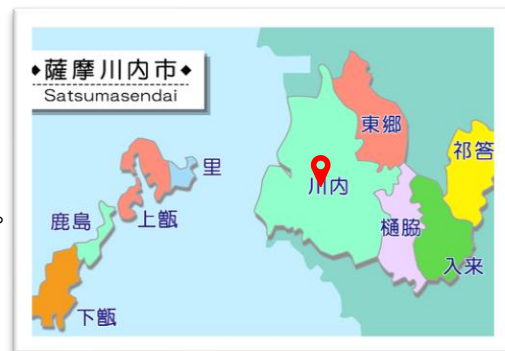 ◆薩摩川内市◆
Satsumasendai
東郷
祁答
里
川内
鹿島
上甑
樋脇
入来
下甑
。